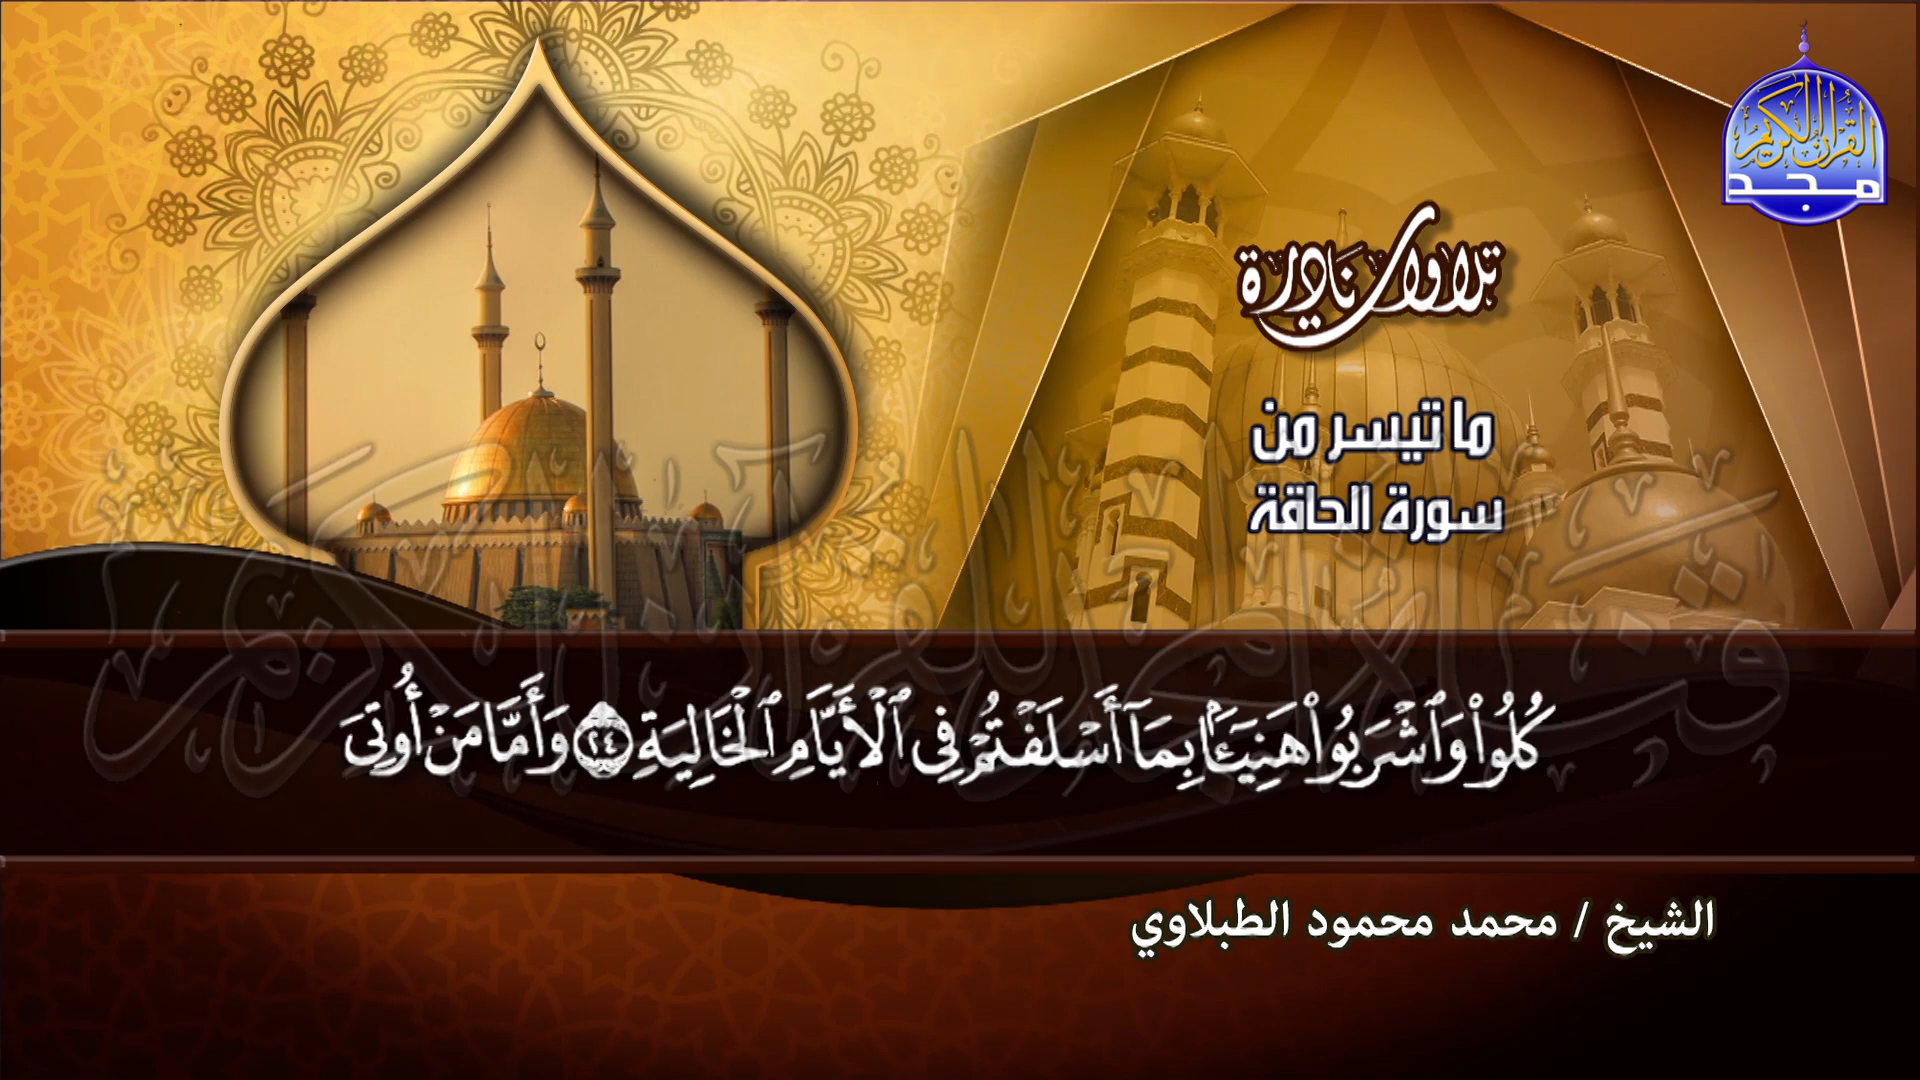 القرآن الكريم
مجد
تلاوات نادرة
ما تيسر من
سورة الحاقة
كُلُوا۟ وَٱشْرَبُوا۟ هَنِيٓـَٔۢا بِمَآ أَسْلَفْتُمْ فِى ٱلْأَيَّامِ ٱلْخَالِيَةِ ٢٤ وَأَمَّا مَنْ أُوتِىَ
الشيخ / محمد محمود الطبلاوي